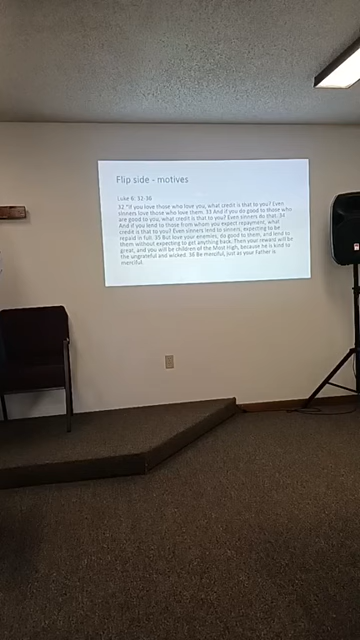 Flip side - motives
Luke 6: 32-36
32 "If you love those who love you, what credit is that to you? Even
sinners love those who love them. 33 And if you do good to those who
are good to you, what credit is that to you? Even sinners do that. 34
And if you lend to those from whom you expect repayment, what
credit is that to you? Even sinners lend to sinners, expecting to be
repaid in full. 35 But love your enemies, do good to them, and lend to
them without expecting to get anything back. Then your reward will be
great, and you will be children of the Most High, because he is kind to
the ungrateful and wicked. 36 Be merciful, just as your Father is
merciful.